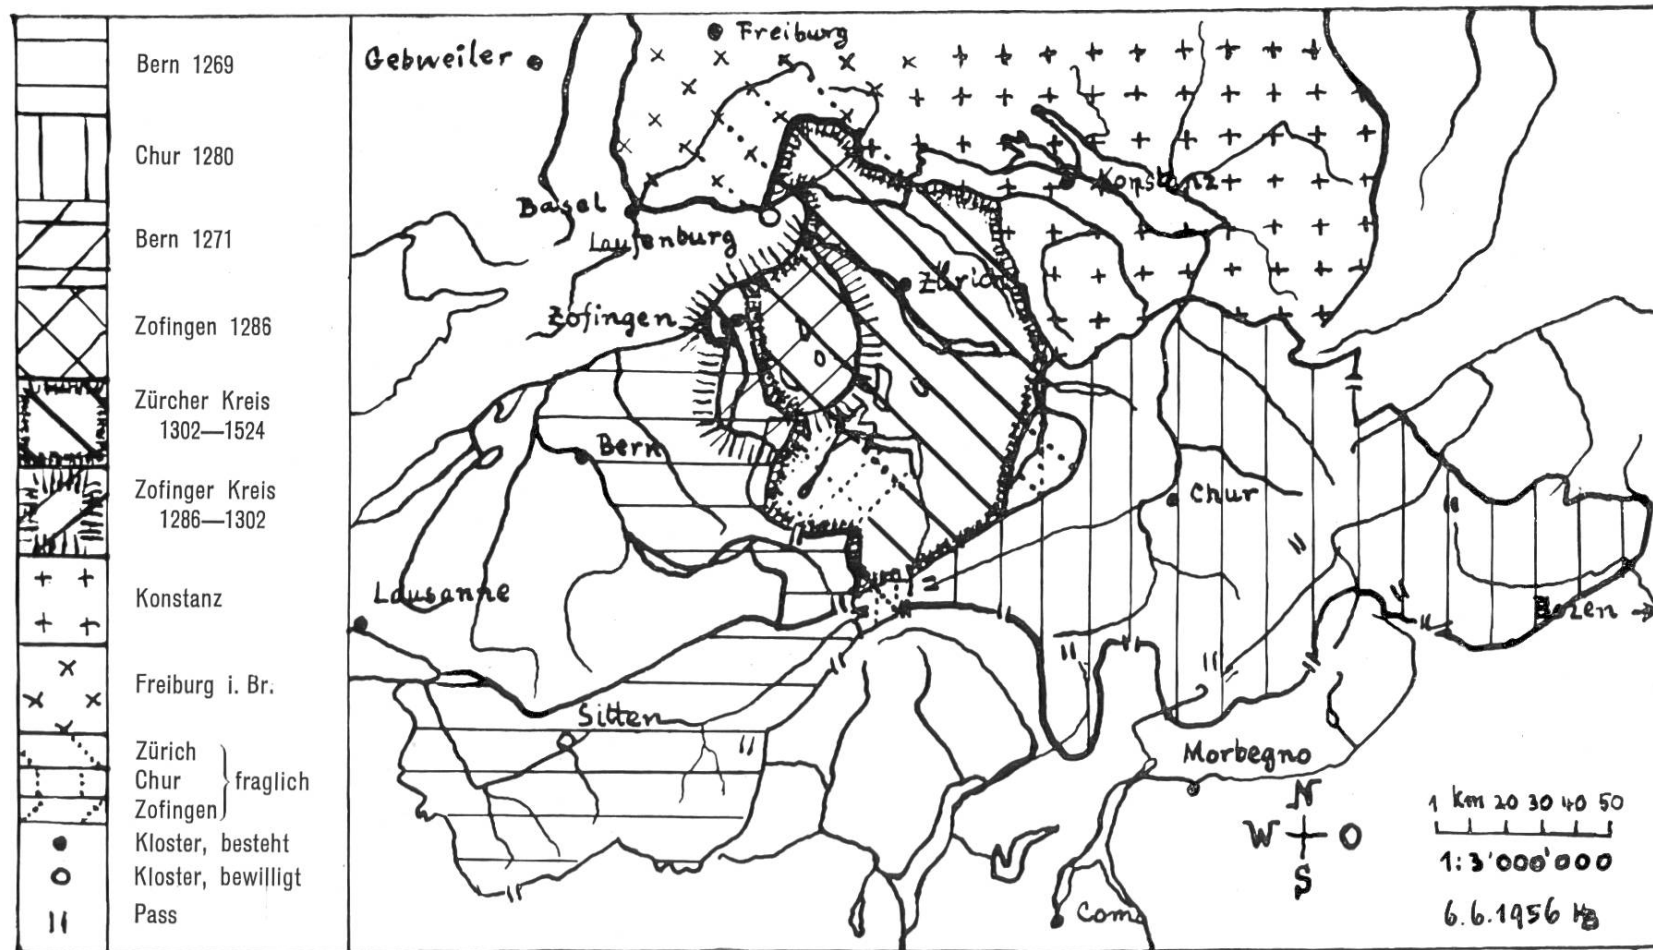 Bern 1269
Chur 1280
Bern 1271
Zofingen 1286
Zürcher Kreis
1302—1524
Zofinger Kreis
1286—1302
Konstanz
Freiburg i. Br.
Zürich
Chur
Zofingen
fraglich
Kloster, besteht
Kloster, bewilligt
Pass
Gebweiler
Freiburg
Konstanz
Basel
Laufenburg
Zürich
Zofingen
Bern
Chur
Lausanne
Bozen
Sitten
Morbegno
Como
N
W O
S
1 km 20 30 40 50
1:3'000'000
6.6.1956